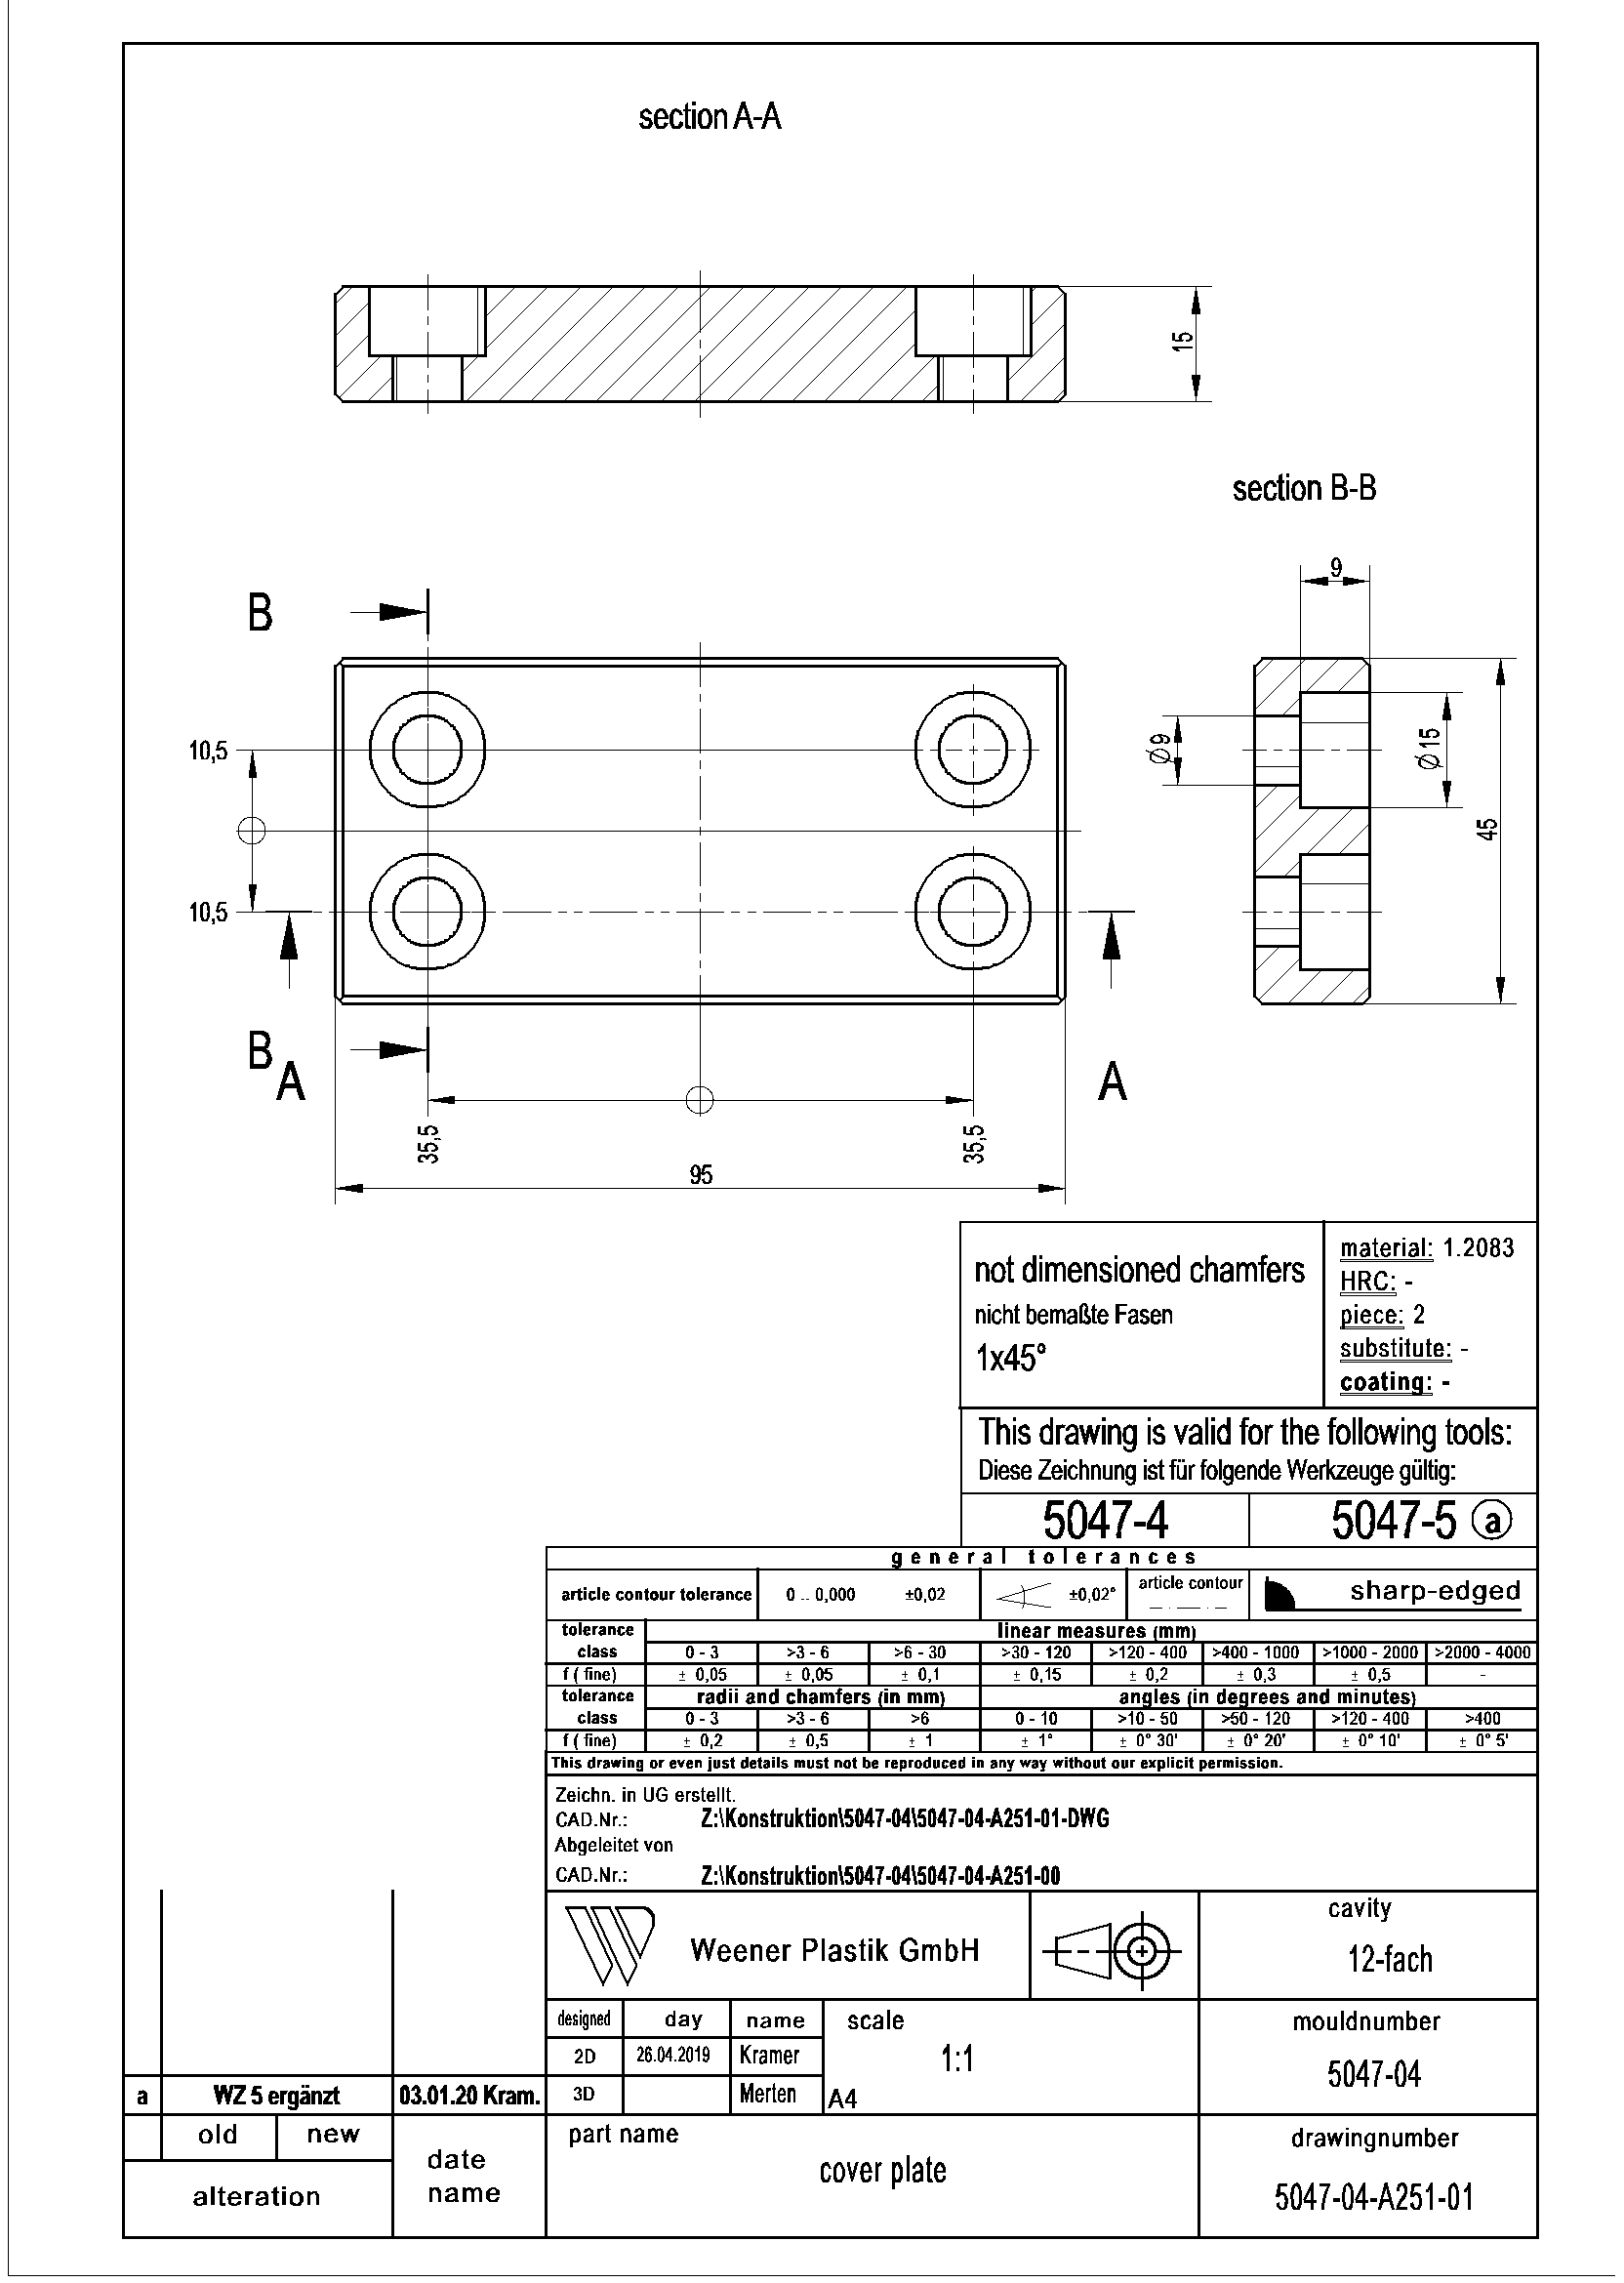 section A-A
15
section B-B
9
B
10,5
Ø9
Ø15
45
10,5
B
A
A
35,5
35,5
95
not dimensioned chamfers
nicht bemaßte Fasen
1x45°
material: 1.2083
HRC: -
piece: 2
substitute: -
coating: -
This drawing is valid for the following tools:
Diese Zeichnung ist für folgende Werkzeuge gültig:
5047-4 5047-5 a
general tolerances
article contour tolerance 0 .. 0,000 ±0,02 ±0,02° article contour sharp-edged
tolerance linear measures (mm)
class 0 - 3 >3 - 6 >6 - 30 >30 - 120 >120 - 400 >400 - 1000 >1000 - 2000 >2000 - 4000
f ( fine) ± 0,05 ± 0,05 ± 0,1 ± 0,15 ± 0,2 ± 0,3 ± 0,5 -
tolerance radii and chamfers (in mm) angles (in degrees and minutes)
class 0 - 3 >3 - 6 >6 0 - 10 >10 - 50 >50 - 120 >120 - 400 >400
f ( fine) ± 0,2 ± 0,5 ± 1 ± 1° ± 0° 30' ± 0° 20' ± 0° 10' ± 0° 5'
This drawing or even just details must not be reproduced in any way without our explicit permission.
Zeichn. in UG erstellt.
CAD.Nr.: Z:\Konstruktion\5047-04\5047-04-A251-01-DWG
Abgeleitet von
CAD.Nr.: Z:\Konstruktion\5047-04\5047-04-A251-00
Weener Plastik GmbH
cavity
12-fach
designed day name scale
2D 26.04.2019 Kramer 1:1
3D Merten A4
mouldnumber
5047-04
a WZ 5 ergänzt 03.01.20 Kram.
old new
alteration
date
name
part name
cover plate
drawingnumber
5047-04-A251-01